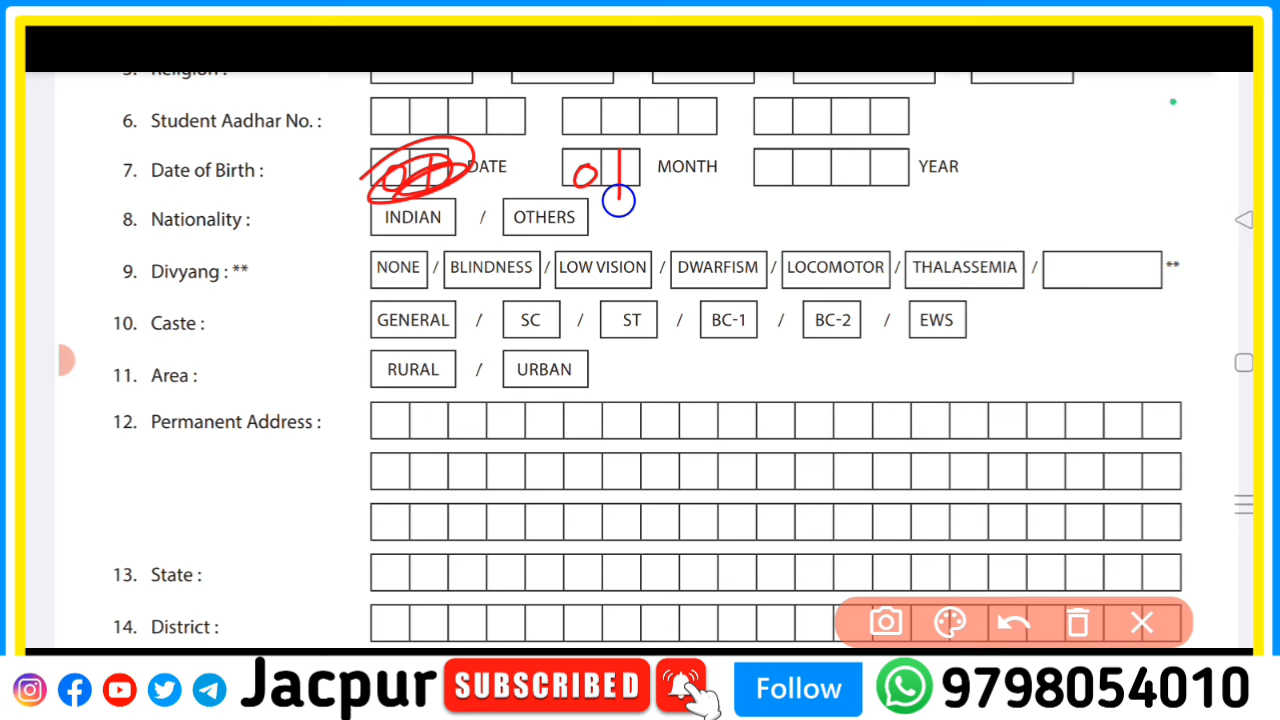 6. Student Aadhar No. :
7. Date of Birth : DATE 01 MONTH YEAR
8. Nationality : INDIAN / OTHERS
9. Divyang : ** NONE / BLINDNESS / LOW VISION / DWARFISM / LOCOMOTOR / THALASSEMIA / **
10. Caste : GENERAL / SC / ST / BC-1 / BC-2 / EWS
11. Area : RURAL / URBAN
12. Permanent Address :
13. State :
14. District :
Jacpur SUBSCRIBED Follow 9798054010